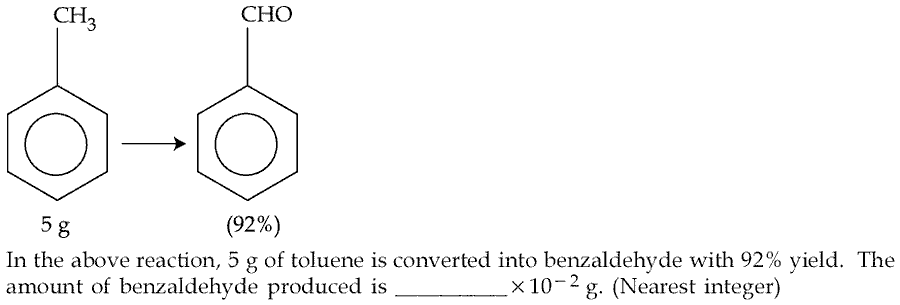 CH3 CHO
5 g (92%)
In the above reaction, 5 g of toluene is converted into benzaldehyde with 92% yield. The
amount of benzaldehyde produced is __________ ×10−2 g. (Nearest integer)